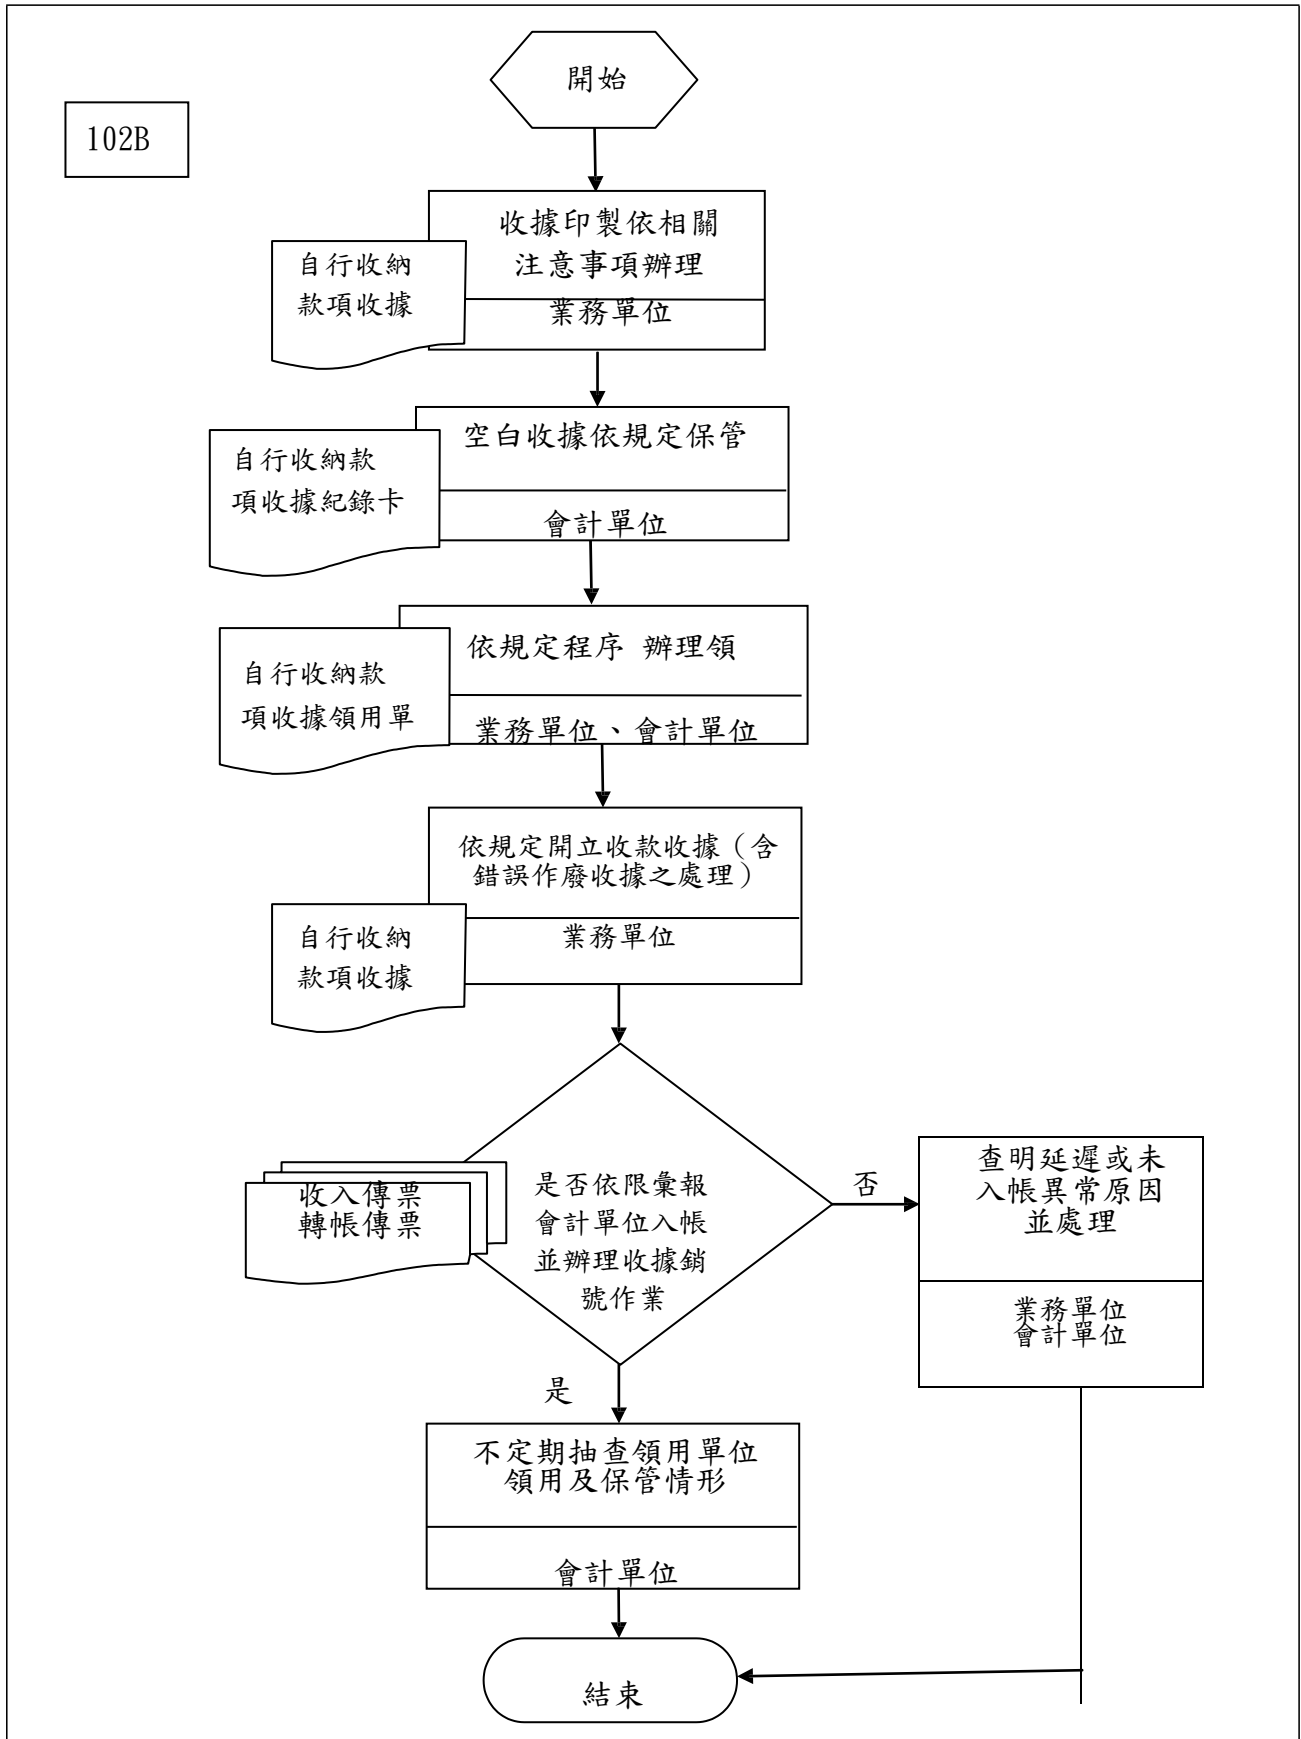 開始
102B
收據印製依相關
注意事項辦理
業務單位
自行收納
款項收據
空白收據依規定保管
會計單位
自行收納款
項收據紀錄卡
依規定程序 辦理領
業務單位、會計單位
自行收納款
項收據領用單
依規定開立收款收據（含
錯誤作廢收據之處理）
業務單位
自行收納
款項收據
是否依限彙報
會計單位入帳
並辦理收據銷
號作業
收入傳票
轉帳傳票
否
查明延遲或未
入帳異常原因
並處理
業務單位
會計單位
是
不定期抽查領用單位
領用及保管情形
會計單位
結束